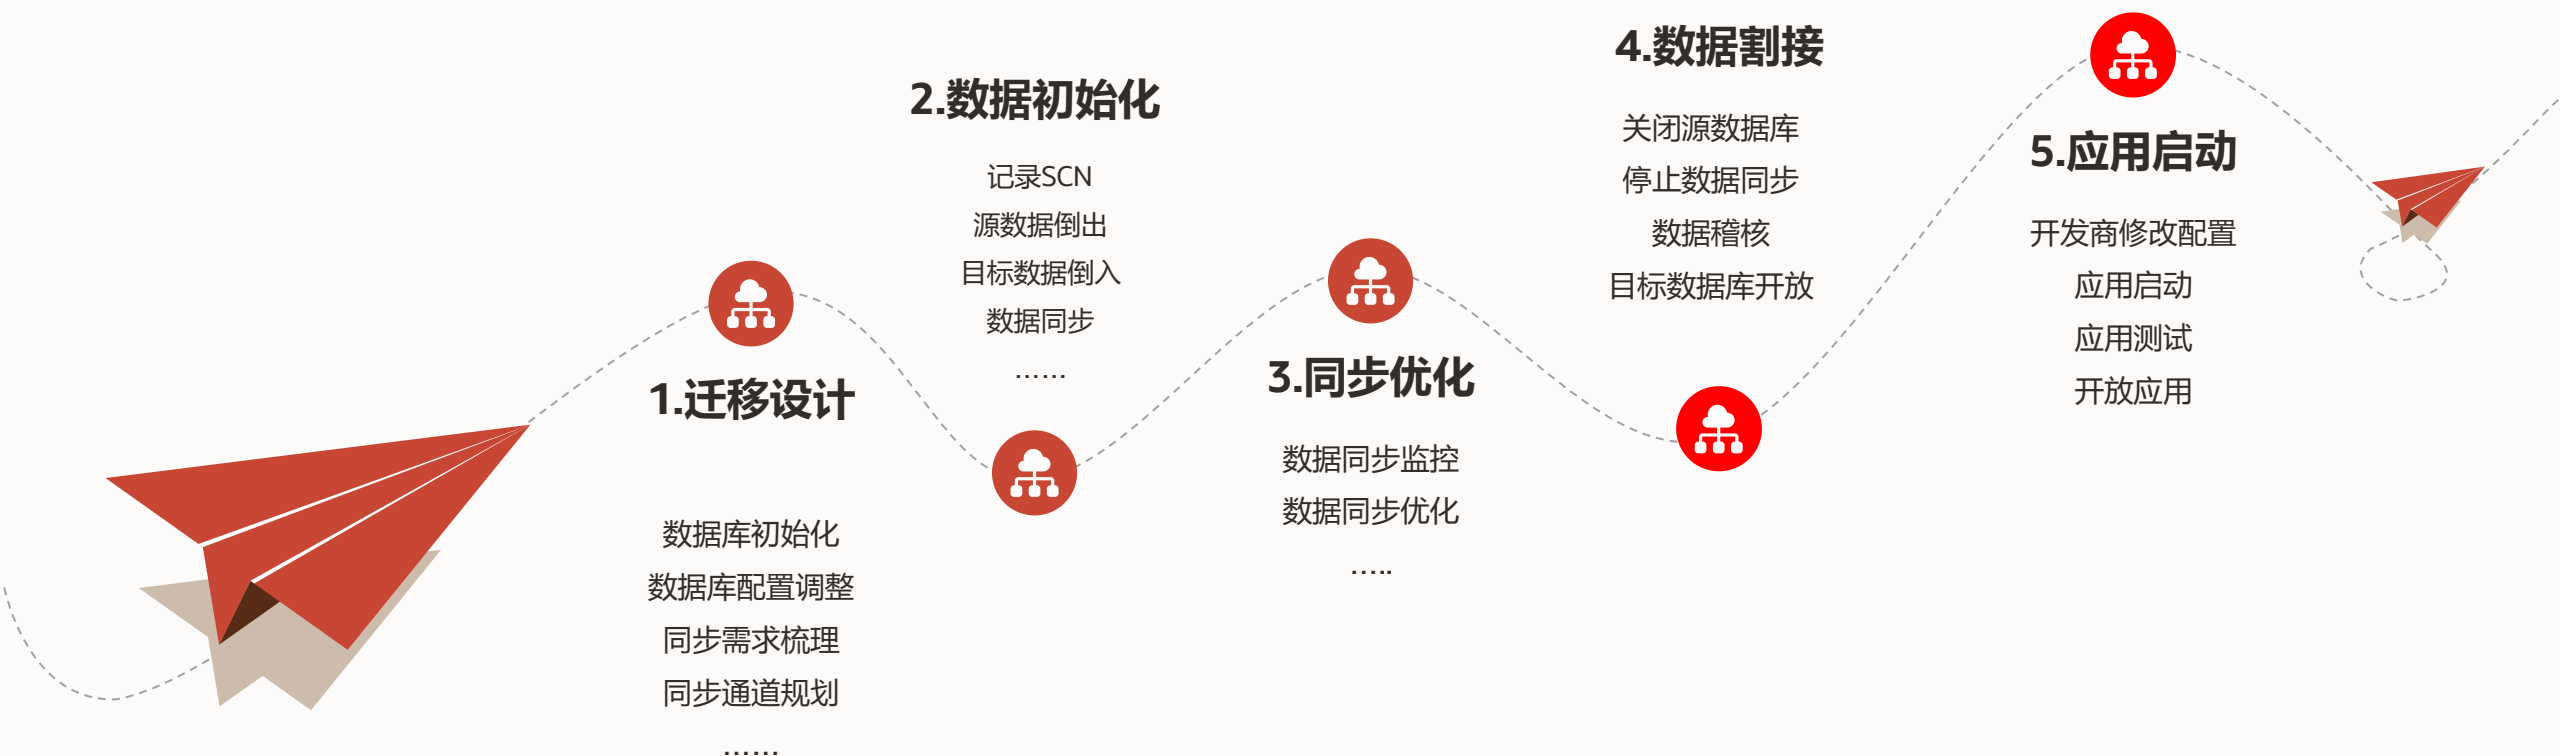 1.迁移设计
数据库初始化
数据库配置调整
同步需求梳理
同步通道规划
……
2.数据初始化
记录SCN
源数据倒出
目标数据倒入
数据同步
……
3.同步优化
数据同步监控
数据同步优化
…..
4.数据割接
关闭源数据库
停止数据同步
数据稽核
目标数据库开放
5.应用启动
开发商修改配置
应用启动
应用测试
开放应用